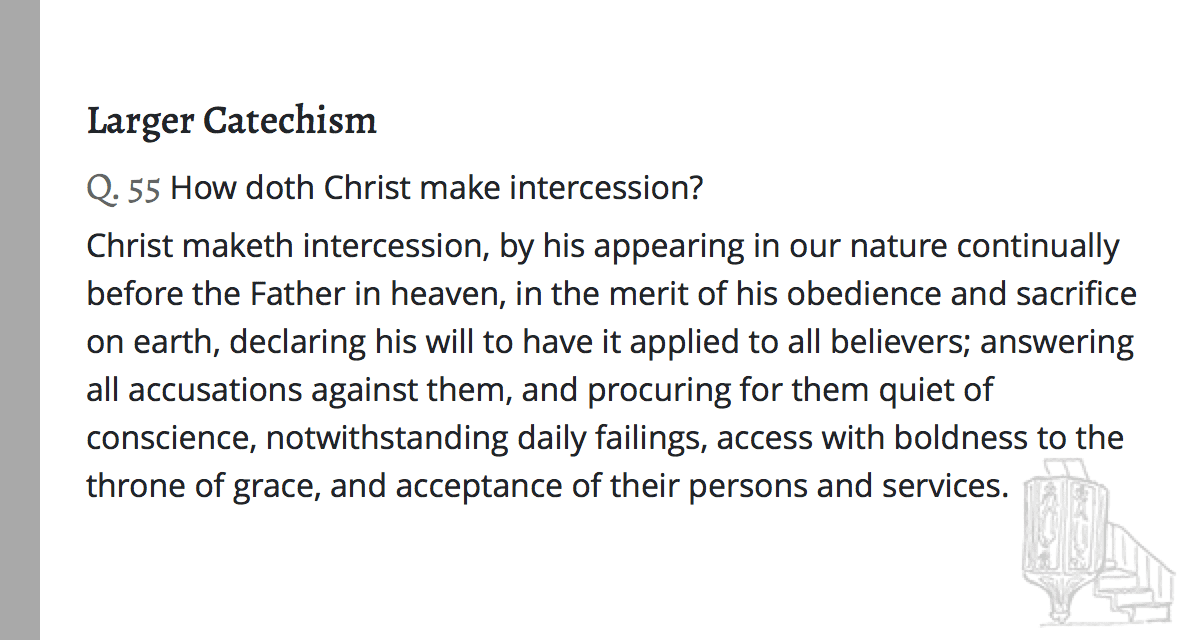 Larger Catechism
Q. 55 How doth Christ make intercession?
Christ maketh intercession, by his appearing in our nature continually
before the Father in heaven, in the merit of his obedience and sacrifice
on earth, declaring his will to have it applied to all believers; answering
all accusations against them, and procuring for them quiet of
conscience, notwithstanding daily failings, access with boldness to the
throne of grace, and acceptance of their persons and services.